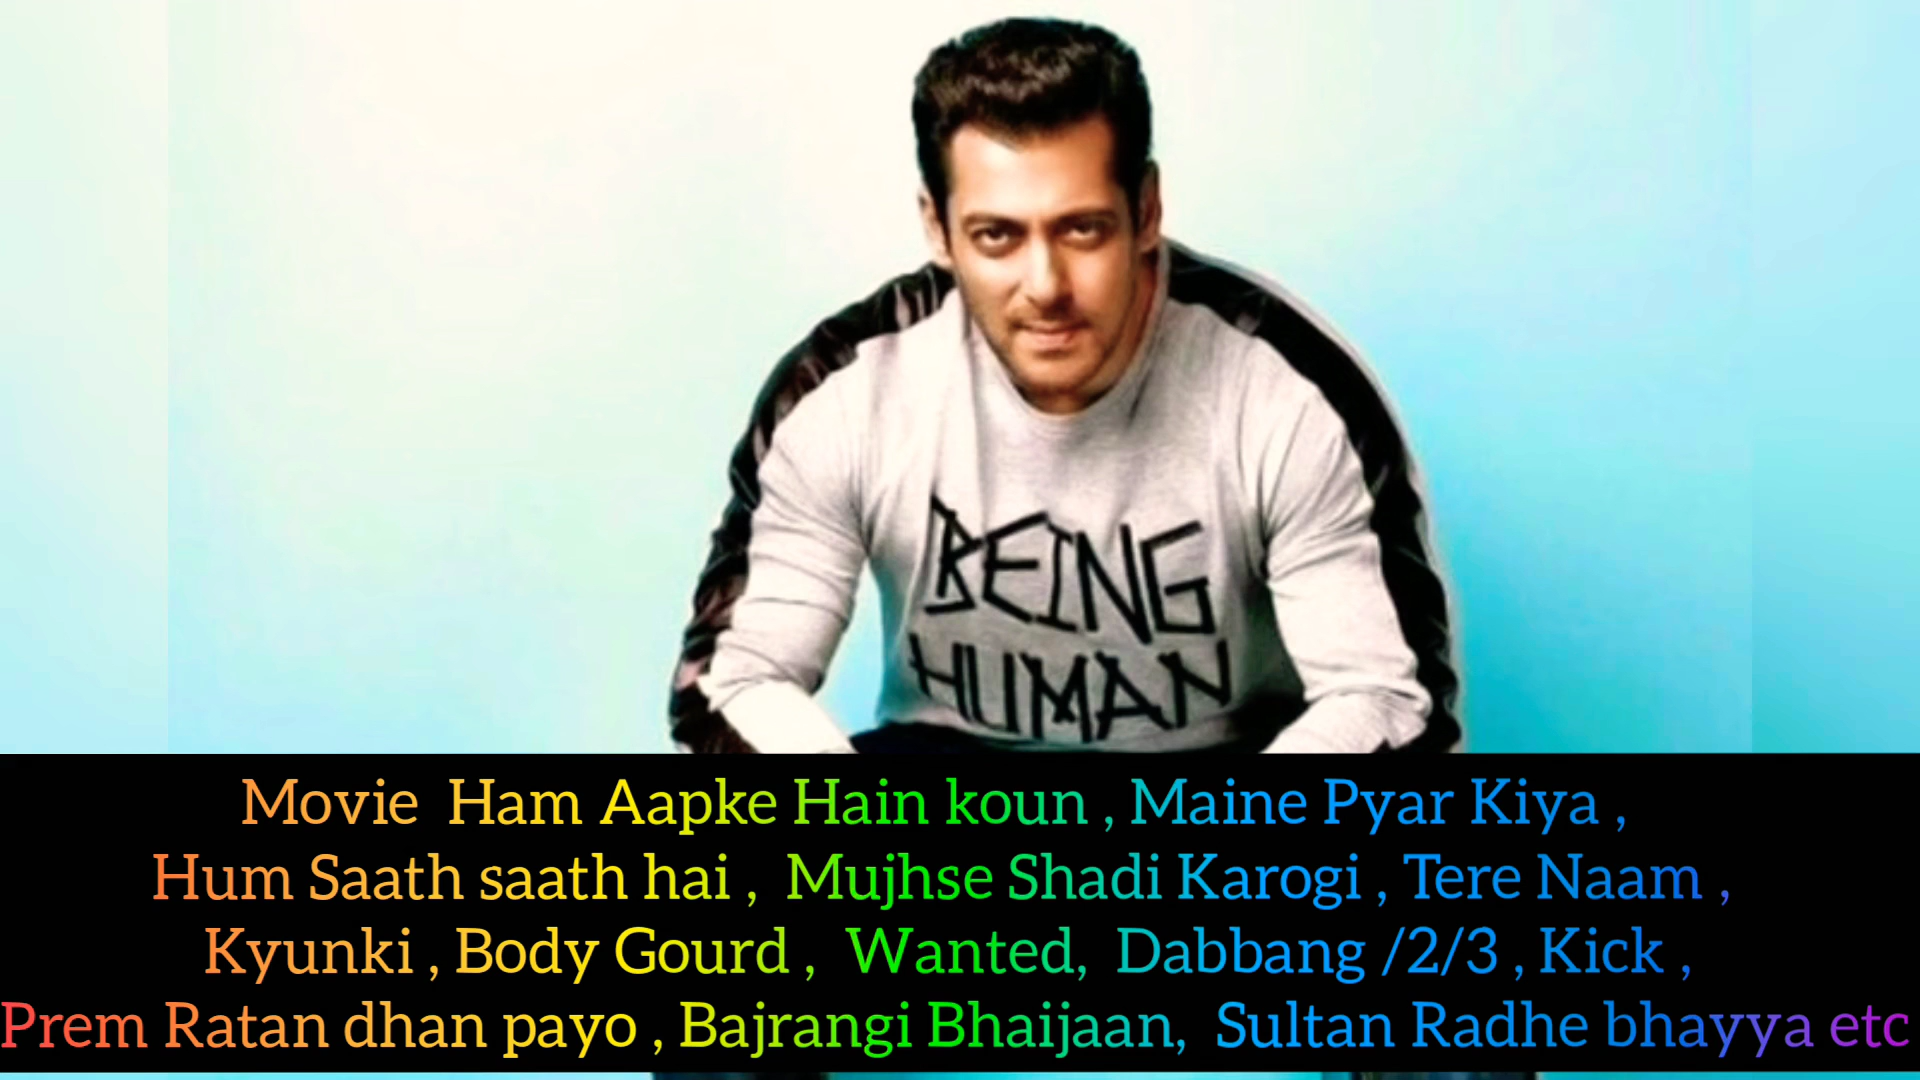 BEING
HUMAN
Movie Ham Aapke Hain koun , Maine Pyar Kiya ,
Hum Saath saath hai , Mujhse Shadi Karogi , Tere Naam ,
Kyunki , Body Gourd , Wanted, Dabbang /2/3 , Kick ,
Prem Ratan dhan payo , Bajrangi Bhaijaan, Sultan Radhe bhayya etc